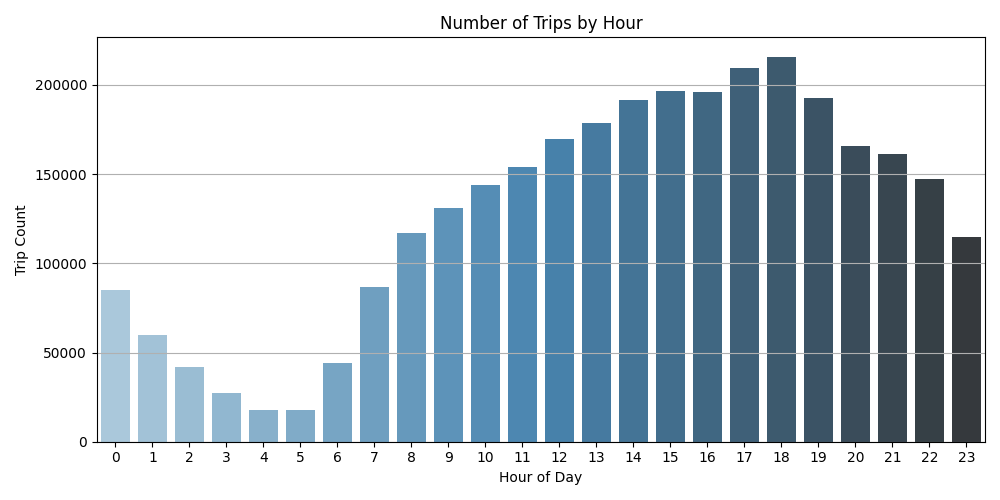 Number of Trips by Hour
Trip Count
200000
150000
100000
50000
0
0 1 2 3 4 5 6 7 8 9 10 11 12 13 14 15 16 17 18 19 20 21 22 23
Hour of Day